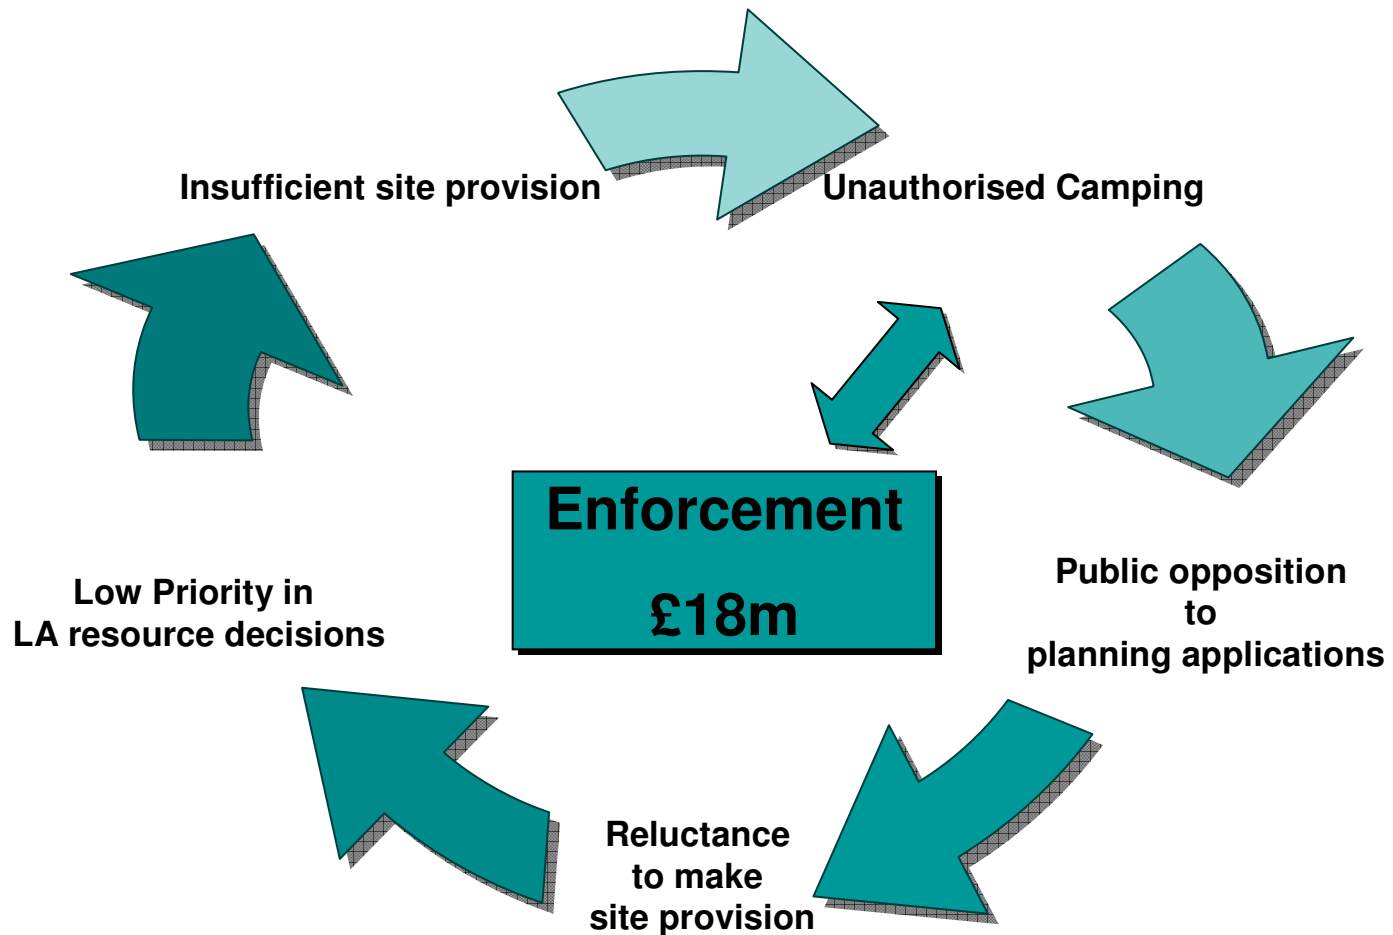 Insufficient site provision
Unauthorised Camping
Enforcement
£18m
Public opposition
to
planning applications
Low Priority in
LA resource decisions
Reluctance
to make
site provision